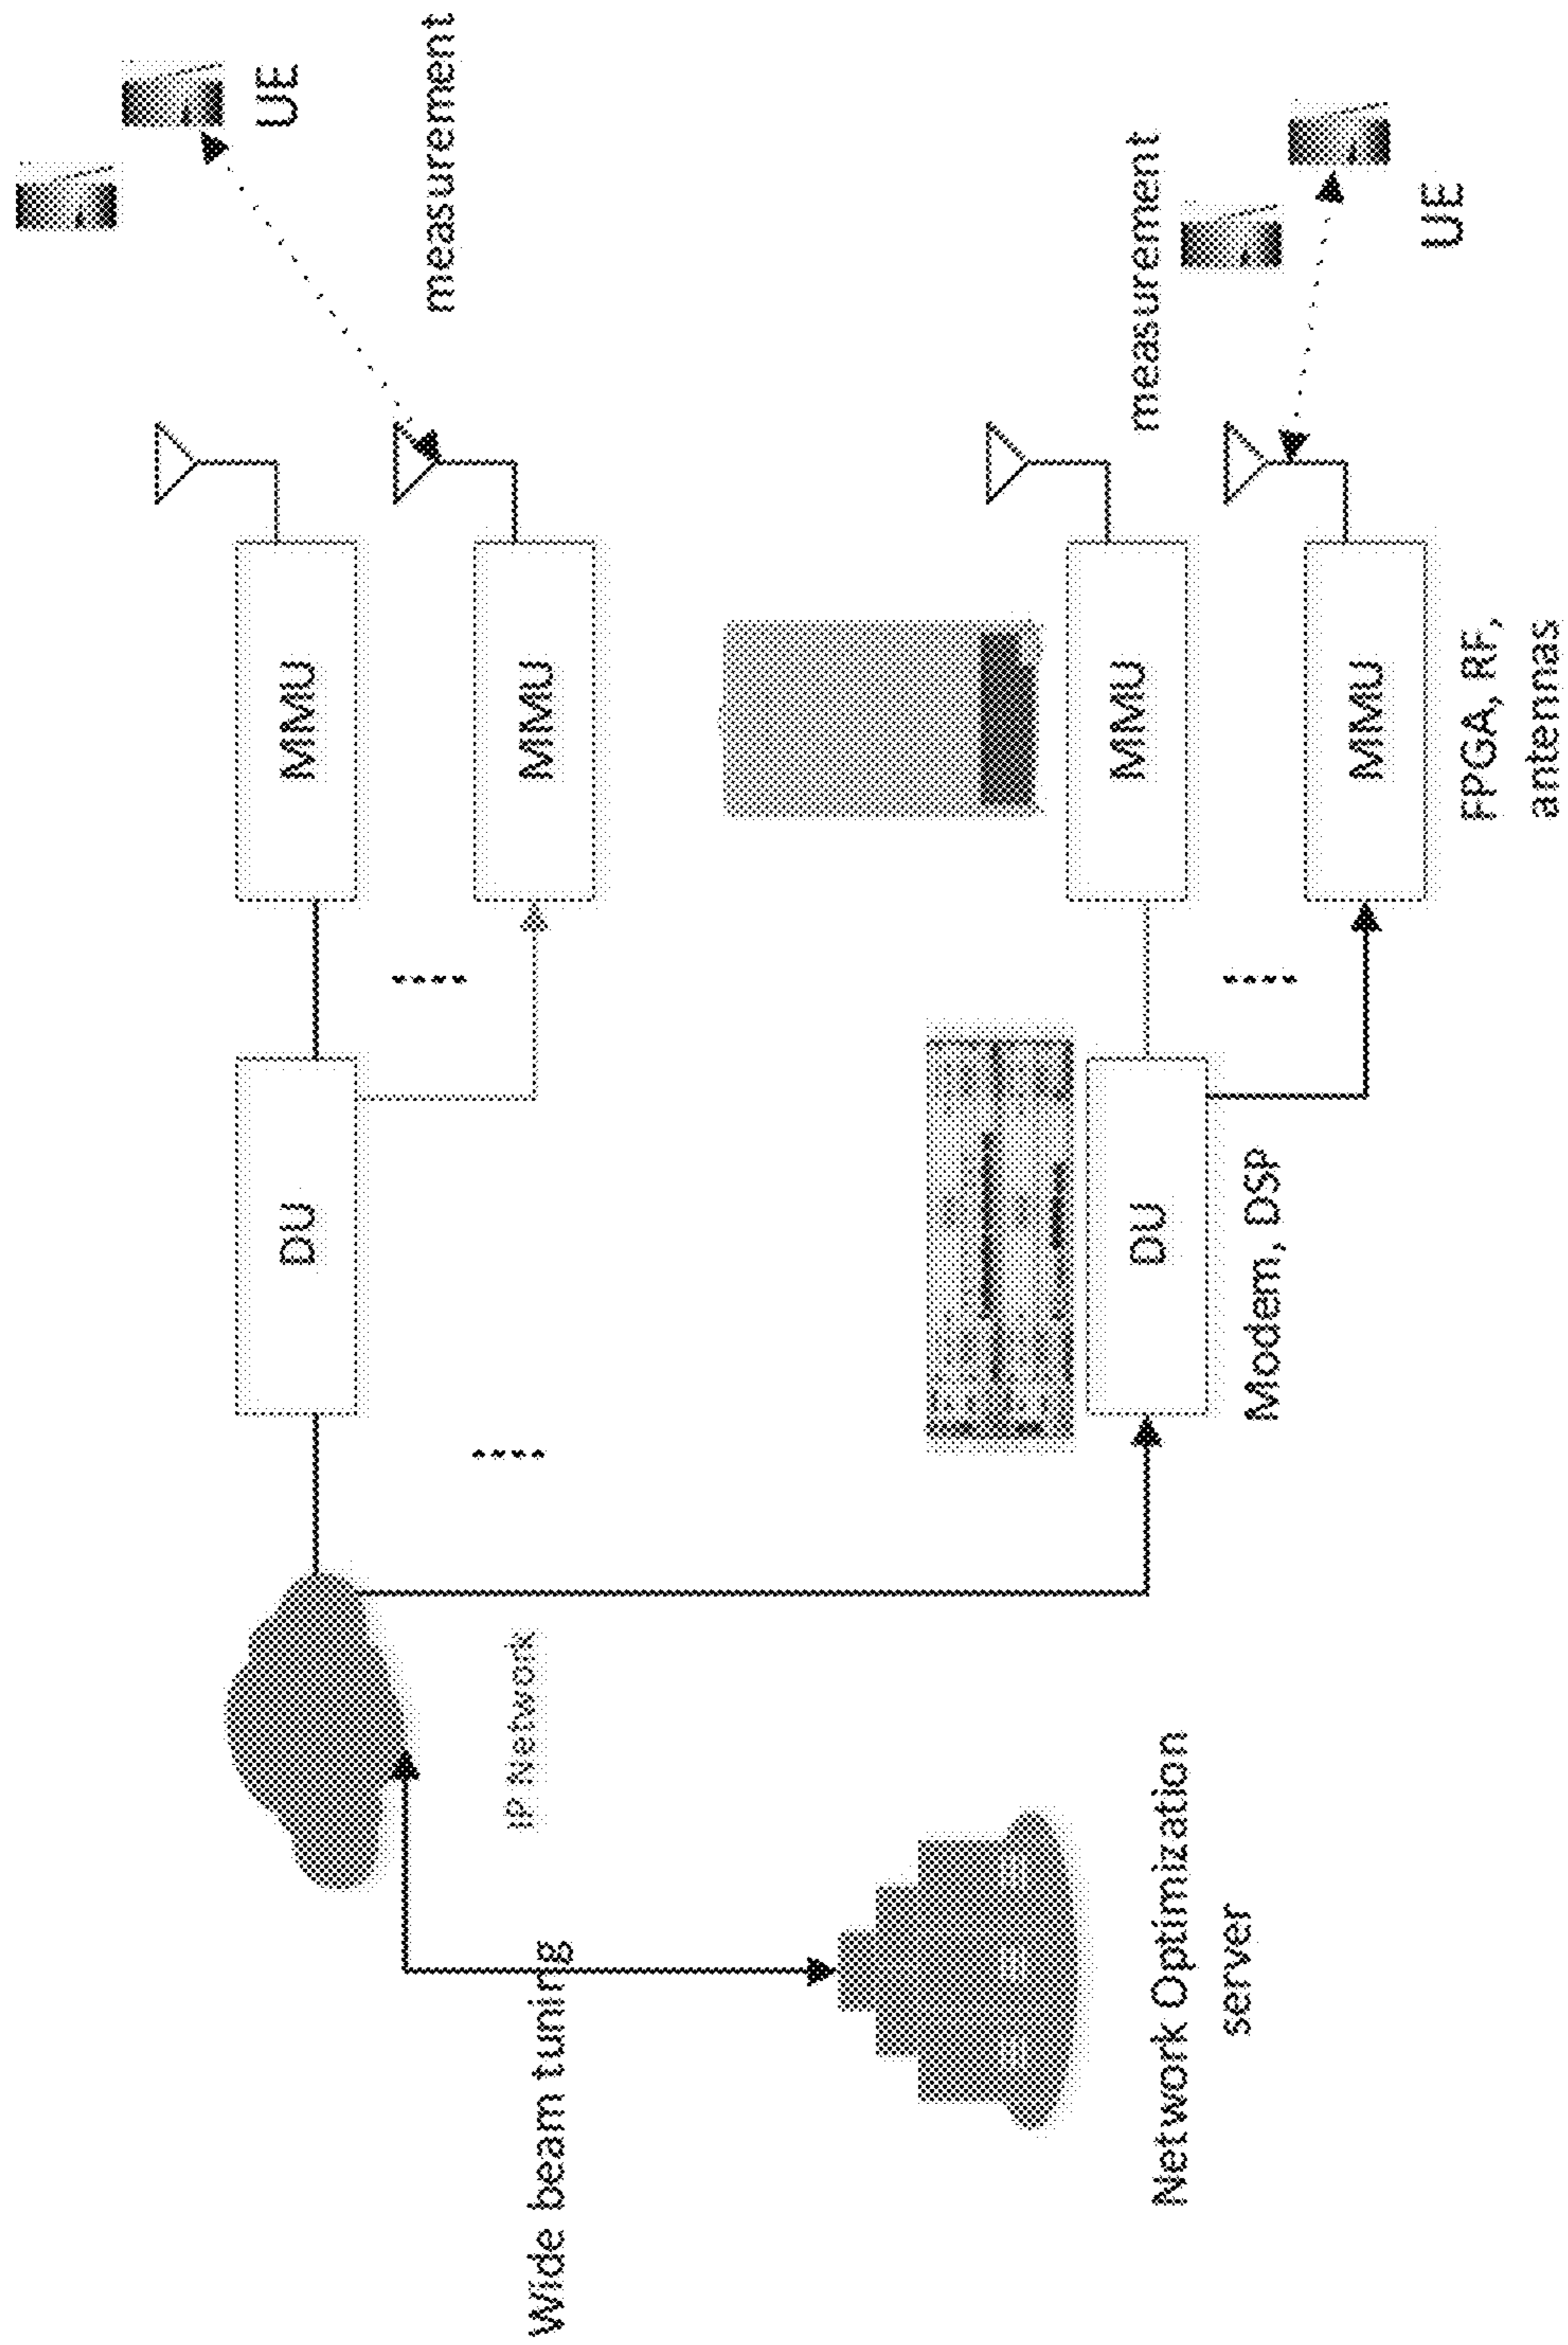 UE
measurement
MMU
MMU
DU
IP Network
Wide beam tuning
measurement
UE
MMU
MMU
FPGA, RF,
antennas
DU
Modem, DSP
Network Optimization
server